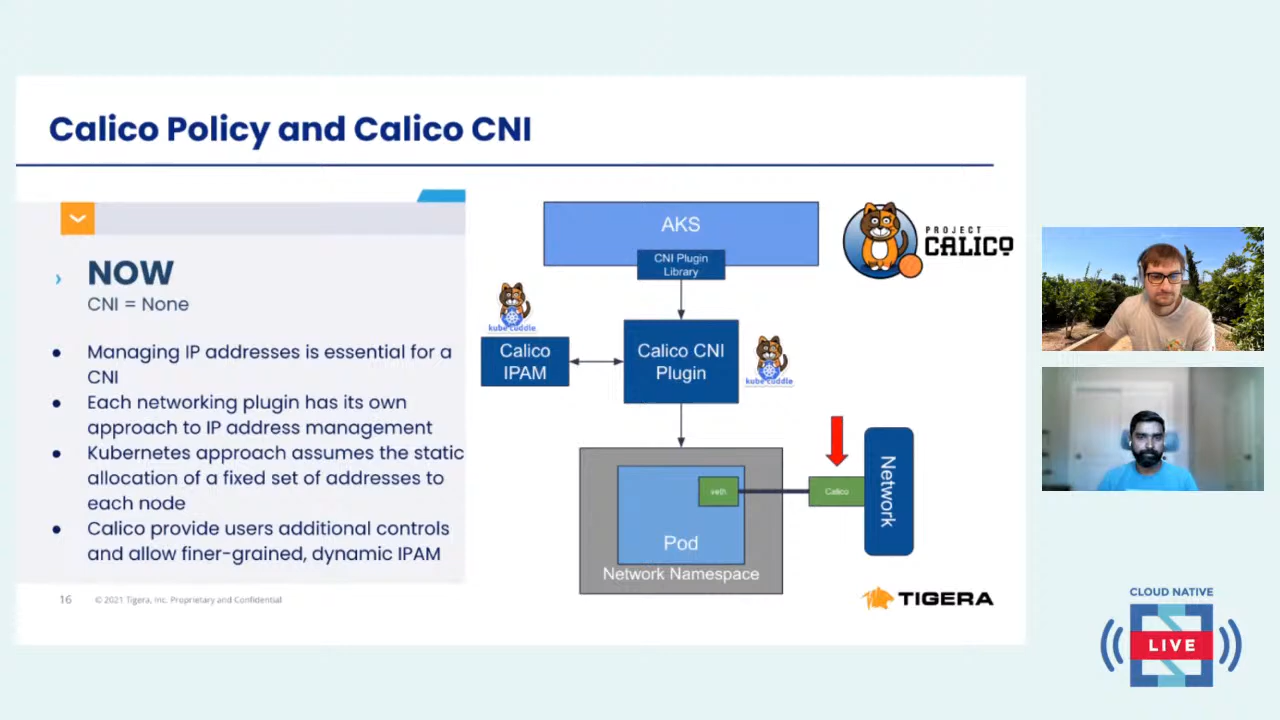 Calico Policy and Calico CNI
NOW
CNI = None
Managing IP addresses is essential for a
CNI
Each networking plugin has its own
approach to IP address management
Kubernetes approach assumes the static
allocation of a fixed set of addresses to
each node
Calico provide users additional controls
and allow finer-grained, dynamic IPAM
16
© 2021 Tigera, Inc. Proprietary and Confidential
AKS
CNI Plugin
Library
PROJECT
CALICO
kube cuddle
Calico
IPAM
Calico CNI
Plugin
kube cuddle
veth
Calico
Network
Pod
Network Namespace
TIGERA
CLOUD NATIVE
LIVE